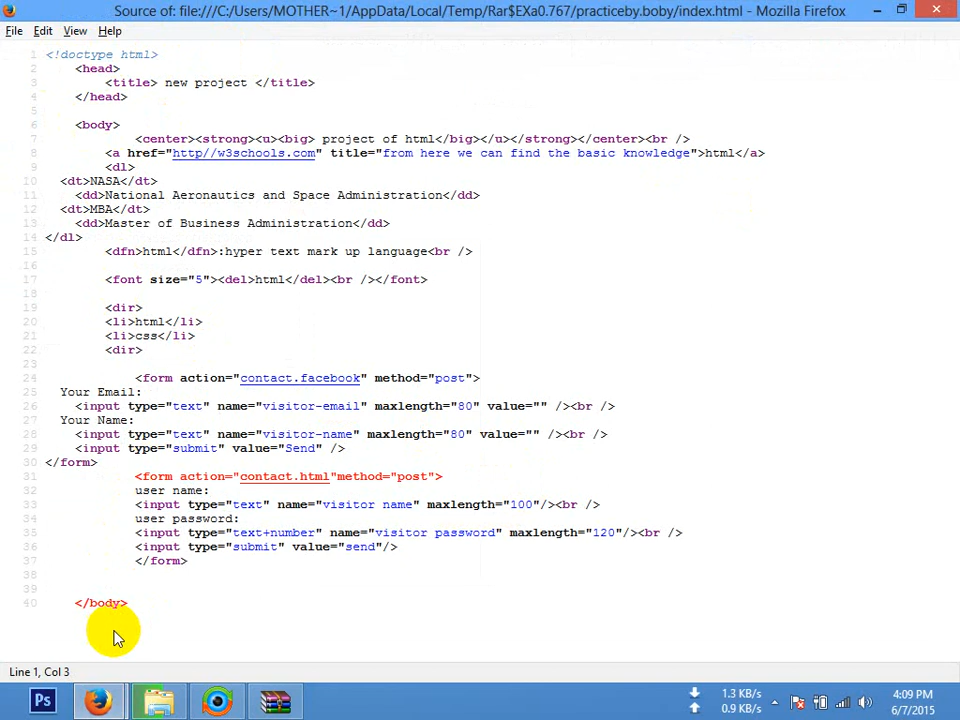 Source of: file:///C:/Users/MOTHER~1/AppData/Local/Temp/Rar$EXa0.767/practiceby.boby/index.html - Mozilla Firefox
File Edit View Help
1 <!doctype html>
2 <head>
3 <title> new project </title>
4 </head>
5
6 <body>
7 <center><strong><u><big> project of html</big></u></strong></center><br />
8 <a href="http//w3schools.com" title="from here we can find the basic knowledge">html</a>
9 <dl>
10 <dt>NASA</dt>
11 <dd>National Aeronautics and Space Administration</dd>
12 <dt>MBA</dt>
13 <dd>Master of Business Administration</dd>
14 </dl>
15 <dfn>html</dfn>:hyper text mark up language<br />
16
17 <font size="5"><del>html</del><br /></font>
18
19 <dir>
20 <li>html</li>
21 <li>css</li>
22 <dir>
23
24 <form action="contact.facebook" method="post">
25 Your Email:
26 <input type="text" name="visitor-email" maxlength="80" value="" /><br />
27 Your Name:
28 <input type="text" name="visitor-name" maxlength="80" value="" /><br />
29 <input type="submit" value="Send" />
30 </form>
31 <form action="contact.html"method="post">
32 user name:
33 <input type="text" name="visitor name" maxlength="100"/><br />
34 user password:
35 <input type="text+number" name="visitor password" maxlength="120"/><br />
36 <input type="submit" value="send"/>
37 </form>
38
39
40 </body>
Line 1, Col 3
Ps
1.3 KB/s
0.9 KB/s
4:09 PM
6/7/2015